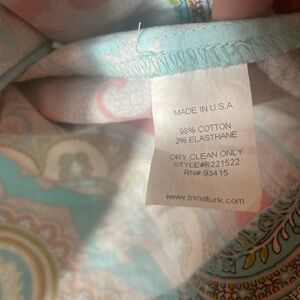 MADE IN U.S.A.
98% COTTON
2% ELASTHANE
DRY CLEAN ONLY
STYLE#R221522
RN# 93415
www.trinaturk.com